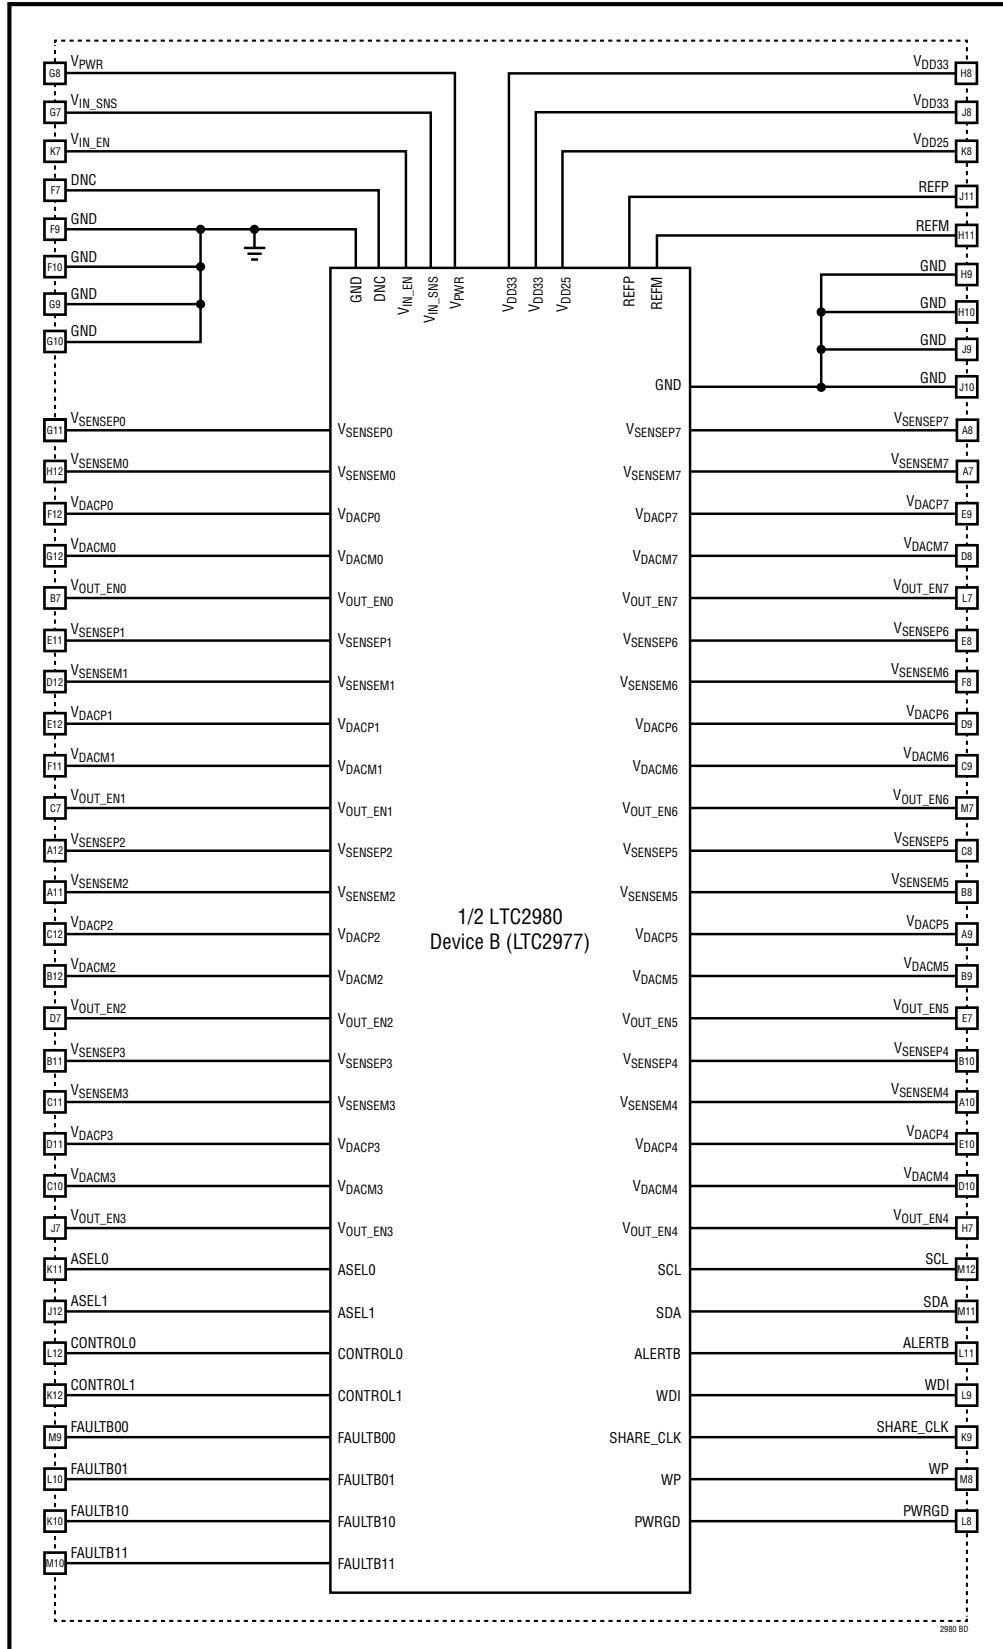 G8 VPWR VDD33 H8
G7 VIN_SNS VDD33 J8
K7 VIN_EN VDD25 K8
F7 DNC REFP J11
F9 GND REFM H11
F10 GND GND H9
G9 GND GND H10
G10 GND GND J9
GND J10
GND DNC VIN_EN VIN_SNS VPWR VDD33 VDD33 VDD25 REFP REFM
GND
G11 VSENSEP0 VSENSEP0 VSENSEP7 VSENSEP7 A8
H12 VSENSEM0 VSENSEM0 VSENSEM7 VSENSEM7 A7
F12 VDACP0 VDACP0 VDACP7 VDACP7 E9
G12 VDACM0 VDACM0 VDACM7 VDACM7 D8
B7 VOUT_EN0 VOUT_EN0 VOUT_EN7 VOUT_EN7 L7
E11 VSENSEP1 VSENSEP1 VSENSEP6 VSENSEP6 E8
D12 VSENSEM1 VSENSEM1 VSENSEM6 VSENSEM6 F8
E12 VDACP1 VDACP1 VDACP6 VDACP6 D9
F11 VDACM1 VDACM1 VDACM6 VDACM6 C9
C7 VOUT_EN1 VOUT_EN1 VOUT_EN6 VOUT_EN6 M7
A12 VSENSEP2 VSENSEP2 VSENSEP5 VSENSEP5 C8
A11 VSENSEM2 VSENSEM2 VSENSEM5 VSENSEM5 B8
1/2 LTC2980
Device B (LTC2977)
C12 VDACP2 VDACP2 VDACP5 VDACP5 A9
B12 VDACM2 VDACM2 VDACM5 VDACM5 B9
D7 VOUT_EN2 VOUT_EN2 VOUT_EN5 VOUT_EN5 E7
B11 VSENSEP3 VSENSEP3 VSENSEP4 VSENSEP4 B10
C11 VSENSEM3 VSENSEM3 VSENSEM4 VSENSEM4 A10
D11 VDACP3 VDACP3 VDACP4 VDACP4 E10
C10 VDACM3 VDACM3 VDACM4 VDACM4 D10
J7 VOUT_EN3 VOUT_EN3 VOUT_EN4 VOUT_EN4 H7
K11 ASEL0 ASEL0 SCL SCL M12
J12 ASEL1 ASEL1 SDA SDA M11
L12 CONTROL0 CONTROL0 ALERTB ALERTB L11
K12 CONTROL1 CONTROL1 WDI WDI L9
M9 FAULTB00 FAULTB00 SHARE_CLK SHARE_CLK K9
L10 FAULTB01 FAULTB01 WP WP M8
K10 FAULTB10 FAULTB10 PWRGD PWRGD L8
M10 FAULTB11 FAULTB11
2980 BD